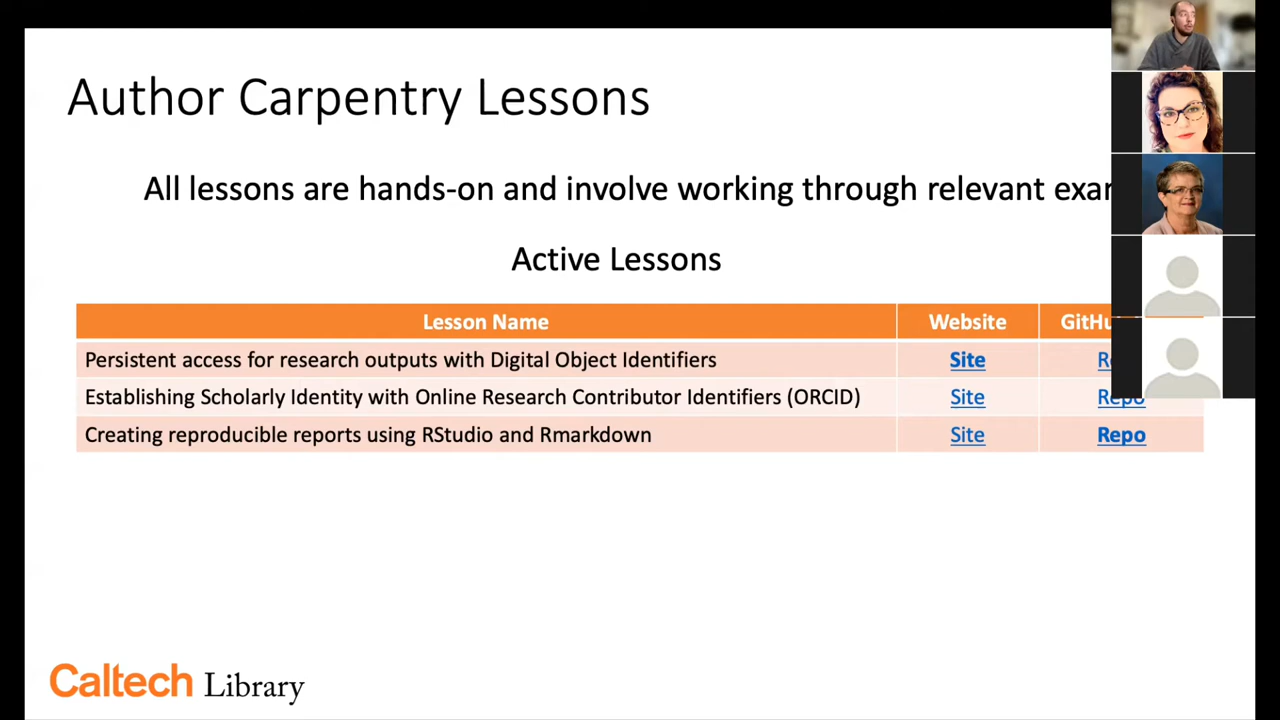 Author Carpentry Lessons
All lessons are hands-on and involve working through relevant
Active Lessons
Lesson Name Website
Persistent access for research outputs with Digital Object Identifiers Site
Establishing Scholarly Identity with Online Research Contributor Identifiers (ORCID) Site Repo
Creating reproducible reports using RStudio and Rmarkdown Site Repo
Caltech Library